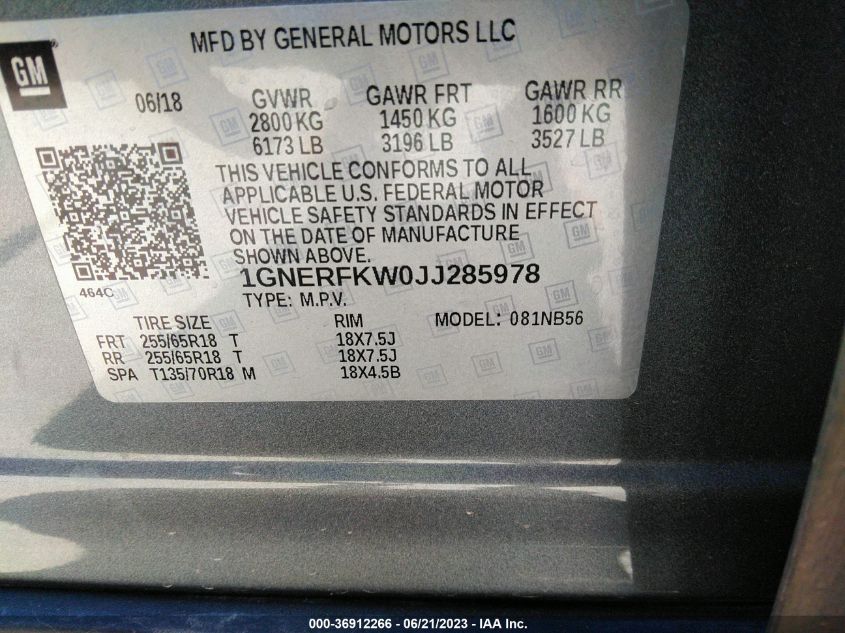 MFD BY GENERAL MOTORS LLC
GM
06/18 GVWR GAWR FRT GAWR RR
2800 KG 1450 KG 1600 KG
6173 LB 3196 LB 3527 LB
THIS VEHICLE CONFORMS TO ALL
APPLICABLE U.S. FEDERAL MOTOR
VEHICLE SAFETY STANDARDS IN EFFECT
ON THE DATE OF MANUFACTURE
SHOWN ABOVE.
464C
1GNERFKW0JJ285978
TYPE: M.P.V.
TIRE SIZE RIM MODEL: 081NB56
FRT 255/65R18 T 18X7.5J
RR 255/65R18 T 18X7.5J
SPA T135/70R18 M 18X4.5B
000-36912266 - 06/21/2023 - IAA Inc.